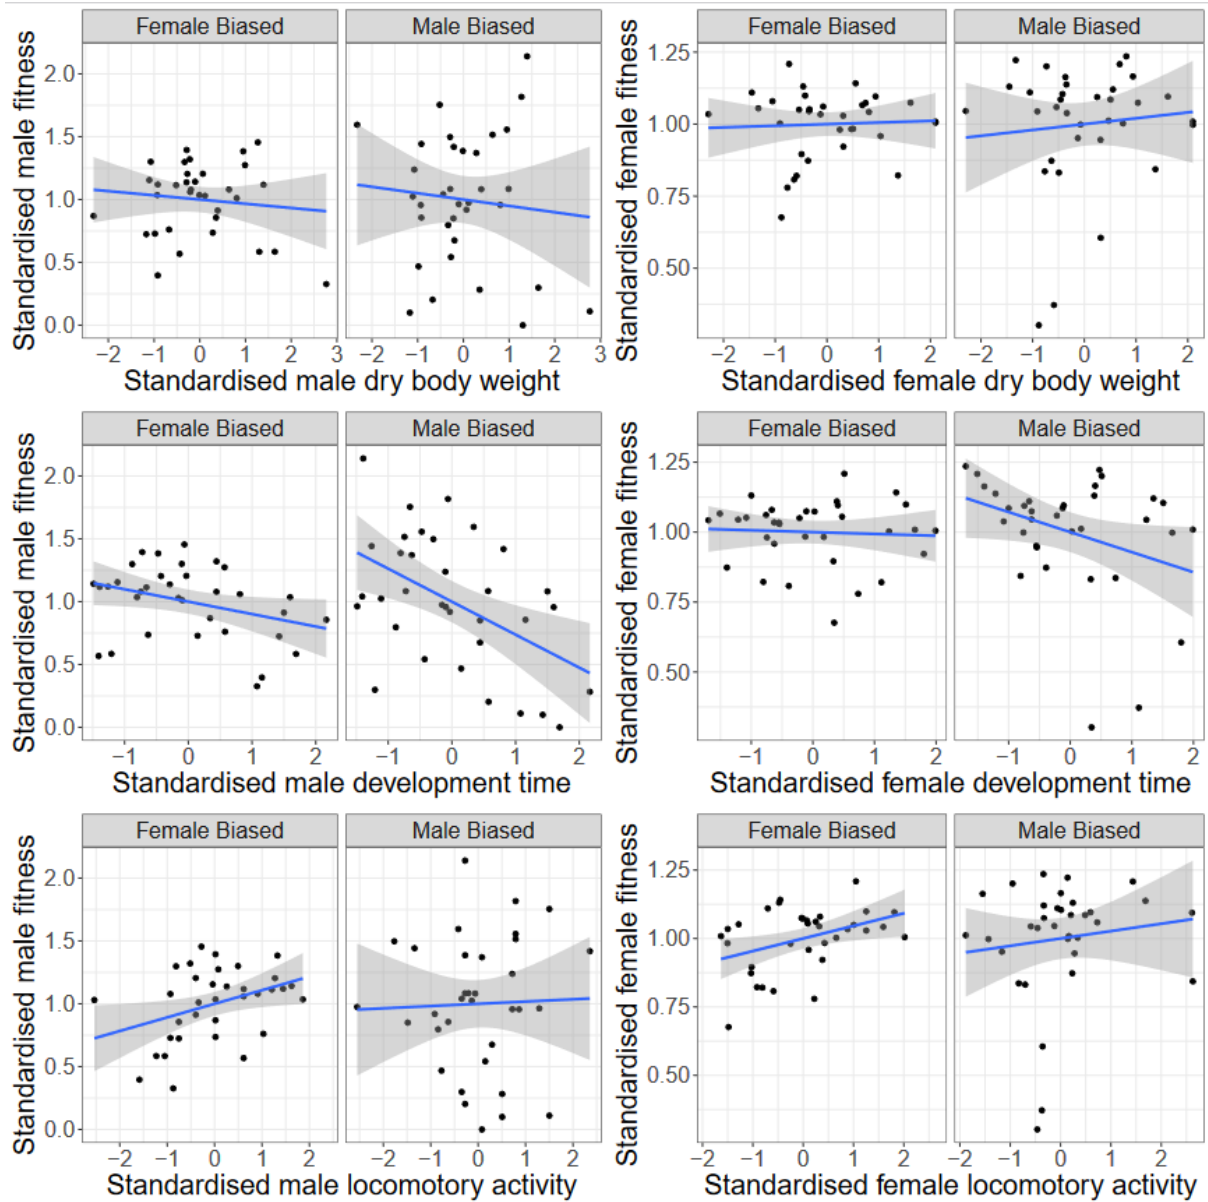 Female Biased
Male Biased
Standardised male fitness
2.0
1.5
1.0
0.5
0.0
−2 −1 0 1 2 3
−2 −1 0 1 2 3
Standardised male dry body weight
Female Biased
Male Biased
Standardised female fitness
1.25
1.00
0.75
0.50
−2 −1 0 1 2
−2 −1 0 1 2
Standardised female dry body weight
Female Biased
Male Biased
Standardised male fitness
2.0
1.5
1.0
0.5
0.0
−1 0 1 2
−1 0 1 2
Standardised male development time
Female Biased
Male Biased
Standardised female fitness
1.25
1.00
0.75
0.50
−1 0 1 2
−1 0 1 2
Standardised female development time
Female Biased
Male Biased
Standardised male fitness
2.0
1.5
1.0
0.5
0.0
−2 −1 0 1 2
−2 −1 0 1 2
Standardised male locomotory activity
Female Biased
Male Biased
Standardised female fitness
1.25
1.00
0.75
0.50
−2 −1 0 1 2
−2 −1 0 1 2
Standardised female locomotory activity